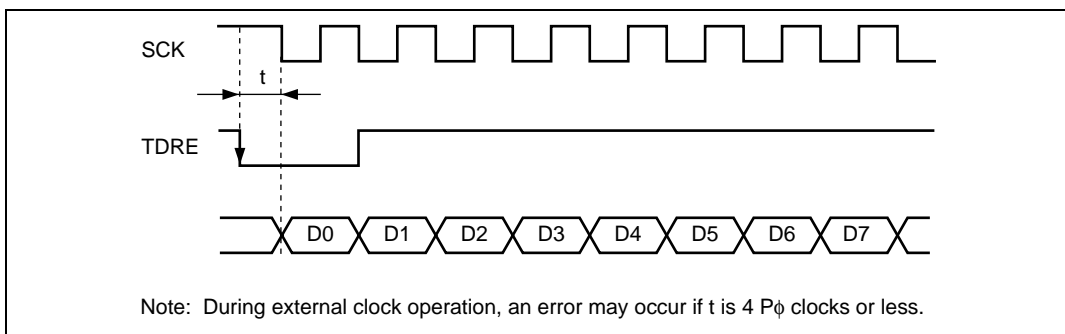 SCK
t
TDRE
D0 D1 D2 D3 D4 D5 D6 D7
Note: During external clock operation, an error may occur if t is 4 Pϕ clocks or less.